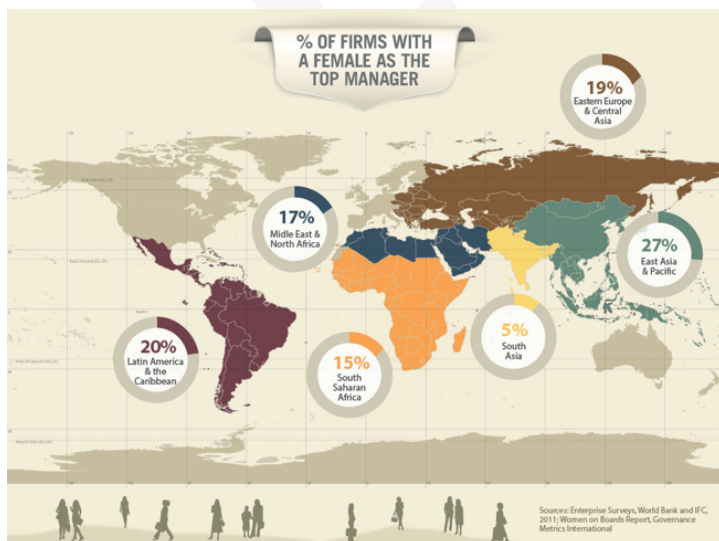 % OF FIRMS WITH
A FEMALE AS THE
TOP MANAGER
19%
Eastern Europe
& Central
Asia
17%
Middle East &
North Africa
27%
East Asia
& Pacific
5%
South
Asia
20%
Latin America
& the
Caribbean
15%
South
Saharan
Africa
Sources: Enterprise Surveys, World Bank and IFC,
2011; Women on Boards Report, Governance
Metrics International